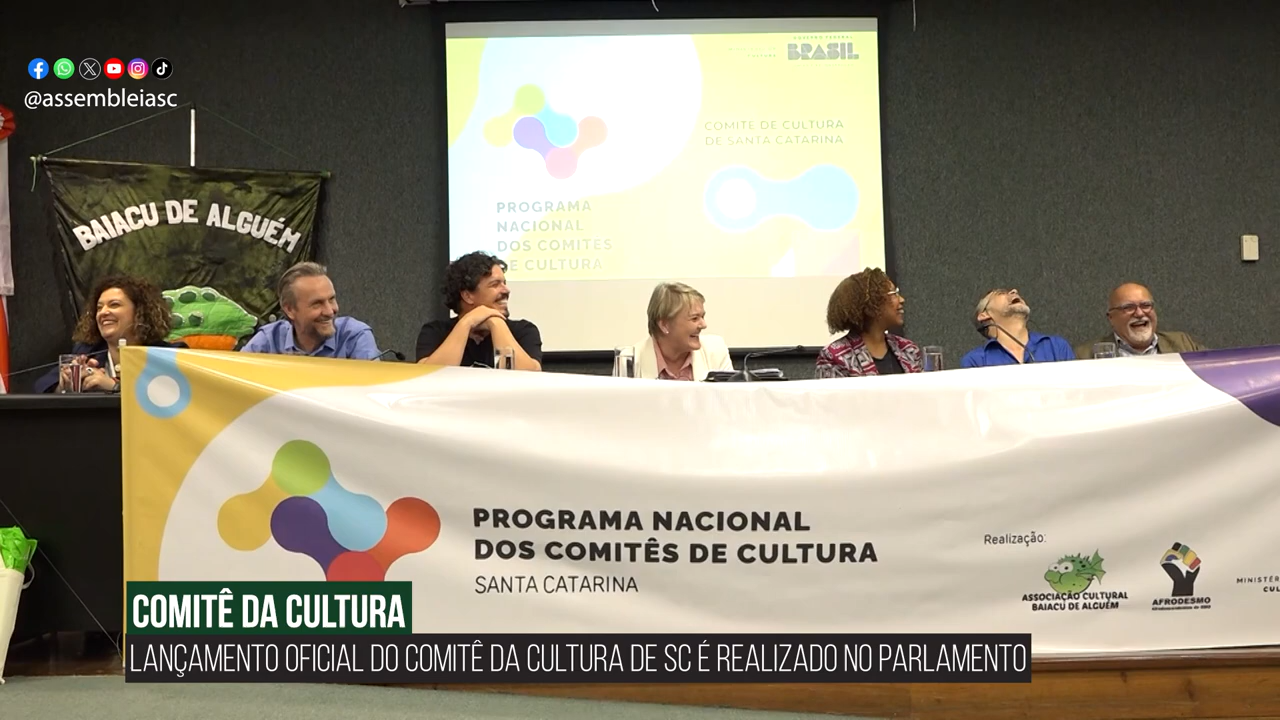 @assembleiasc
BAIACU DE ALGUÉM
BRASIL
COMITE DE CULTURA
DE SANTA CATARINA
PROGRAMA
NACIONAL
DOS COMITES
DE CULTURA
PROGRAMA NACIONAL
DOS COMITÊS DE CULTURA
SANTA CATARINA
Realização:
ASSOCIAÇÃO CULTURAL
BAIACU DE ALGUÉM
AFRODESMO
MINISTÉR
CUL
COMITÊ DA CULTURA
LANÇAMENTO OFICIAL DO COMITÊ DA CULTURA DE SC É REALIZADO NO PARLAMENTO